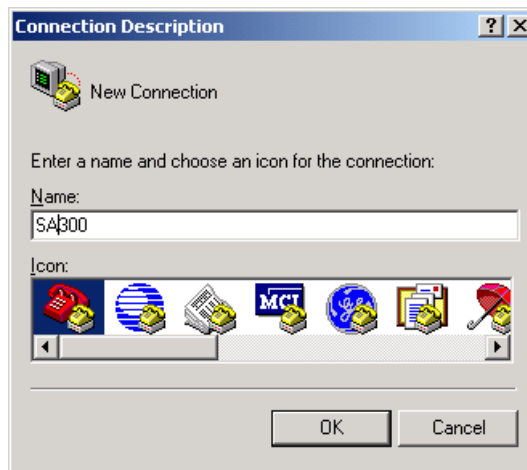 Connection Description
New Connection
Enter a name and choose an icon for the connection:
Name:
SA300
Icon:
MCI
OK
Cancel